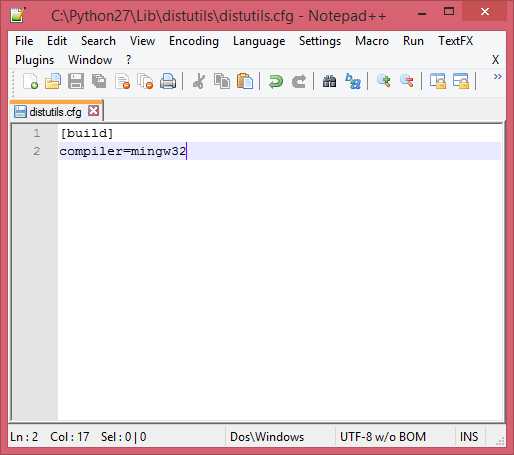 C:\Python27\Lib\distutils\distutils.cfg - Notepad++
File Edit Search View Encoding Language Settings Macro Run TextFX
Plugins Window ? X
distutils.cfg
1 [build]
2 compiler=mingw32
Ln : 2 Col : 17 Sel : 0 | 0 Dos\Windows UTF-8 w/o BOM INS